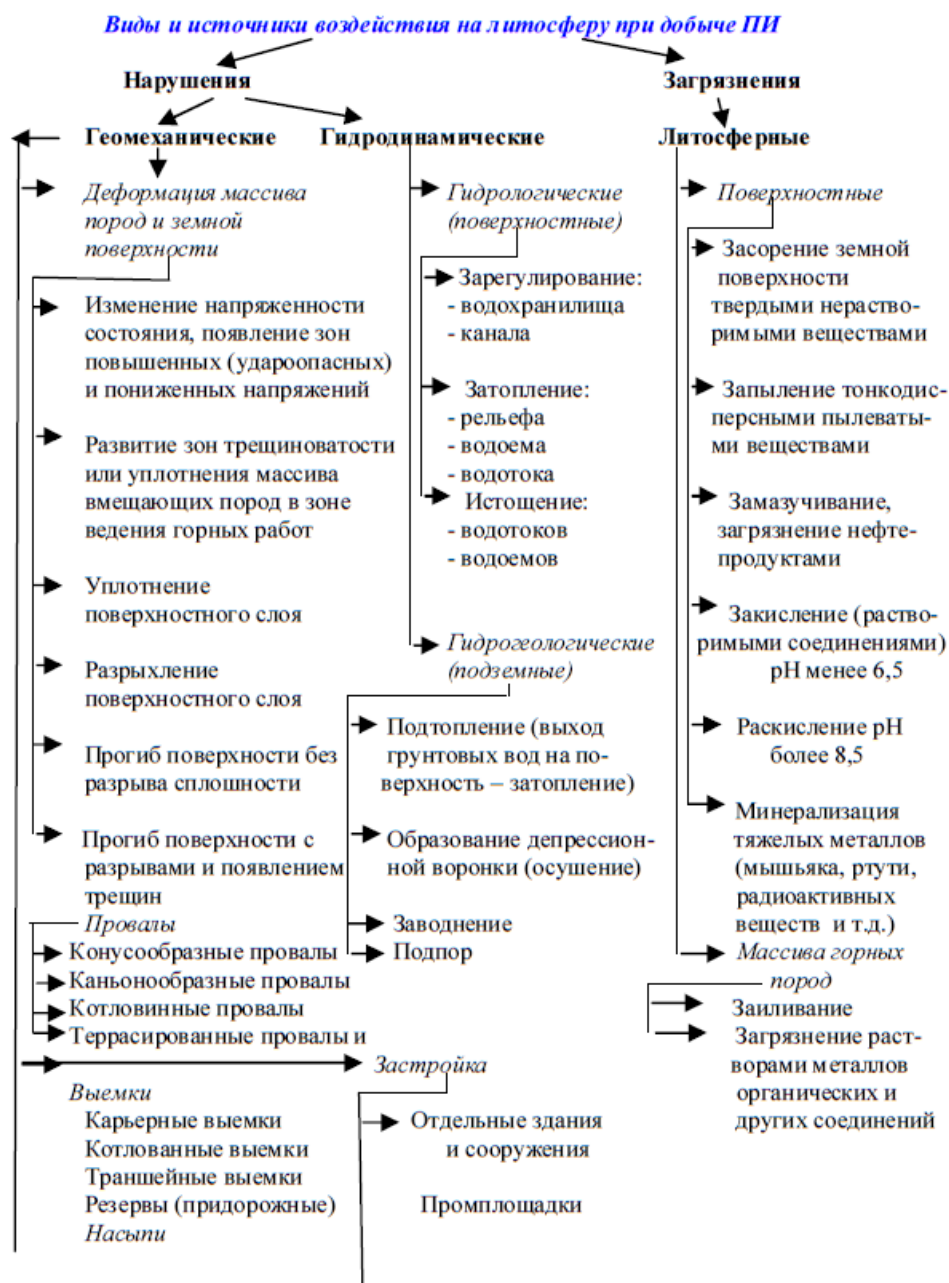 Виды и источники воздействия на литосферу при добыче ПИ
Нарушения
Загрязнения
Геомеханические
Гидродинамические
Литосферные
Деформация массива
пород и земной
поверхности
Изменение напряженности
состояния, появление зон
повышенных (удароопасных)
и пониженных напряжений
Развитие зон трещиноватости
или уплотнения массива
вмещающих пород в зоне
ведения горных работ
Уплотнение
поверхностного слоя
Разрыхление
поверхностного слоя
Прогиб поверхности без
разрыва сплошности
Прогиб поверхности с
разрывами и появлением
трещин
Провалы
Конусообразные провалы
Каньонообразные провалы
Котловинные провалы
Террасированные провалы и
Выемки
Карьерные выемки
Котлованные выемки
Траншейные выемки
Резервы (придорожные)
Насыпи
Гидрологические
(поверхностные)
Зарегулирование:
- водохранилища
- канала
Затопление:
- рельефа
- водоема
- водотока
Истощение:
- водотоков
- водоемов
Гидрогеологические
(подземные)
Подтопление (выход
грунтовых вод на по-
верхность – затопление)
Образование депрессион-
ной воронки (осушение)
Заводнение
Подпор
Застройка
Отдельные здания
и сооружения
Промплощадки
Поверхностные
Засорение земной
поверхности
твердыми нераство-
римыми веществами
Запыление тонкодис-
персными пылеваты-
ми веществами
Замазучивание,
загрязнение нефте-
продуктами
Закисление (раство-
римыми соединениями)
pH менее 6,5
Раскисление pH
более 8,5
Минерализация
тяжелых металлов
(мышьяка, ртути,
радиоактивных
веществ и т.д.)
Массива горных
пород
Заиливание
Загрязнение раст-
ворами металлов
органических и
других соединений